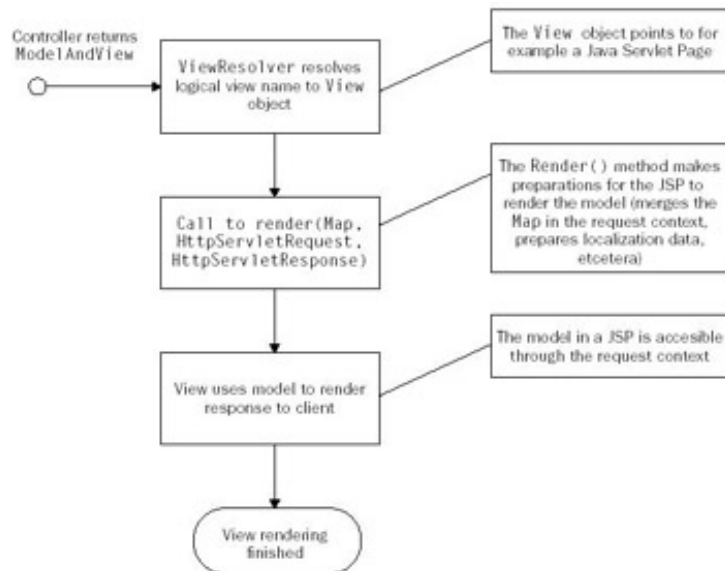 Controller returns
ModelAndView
ViewResolver resolves
logical view name to View
object
The View object points to for
example a Java Servlet Page
Call to render(Map,
HttpServletRequest,
HttpServletResponse)
The Render() method makes
preparations for the JSP to
render the model (merges the
Map in the request context,
prepares localization data,
etcetera)
View uses model to render
response to client
The model in a JSP is accesible
through the request context
View rendering
finished